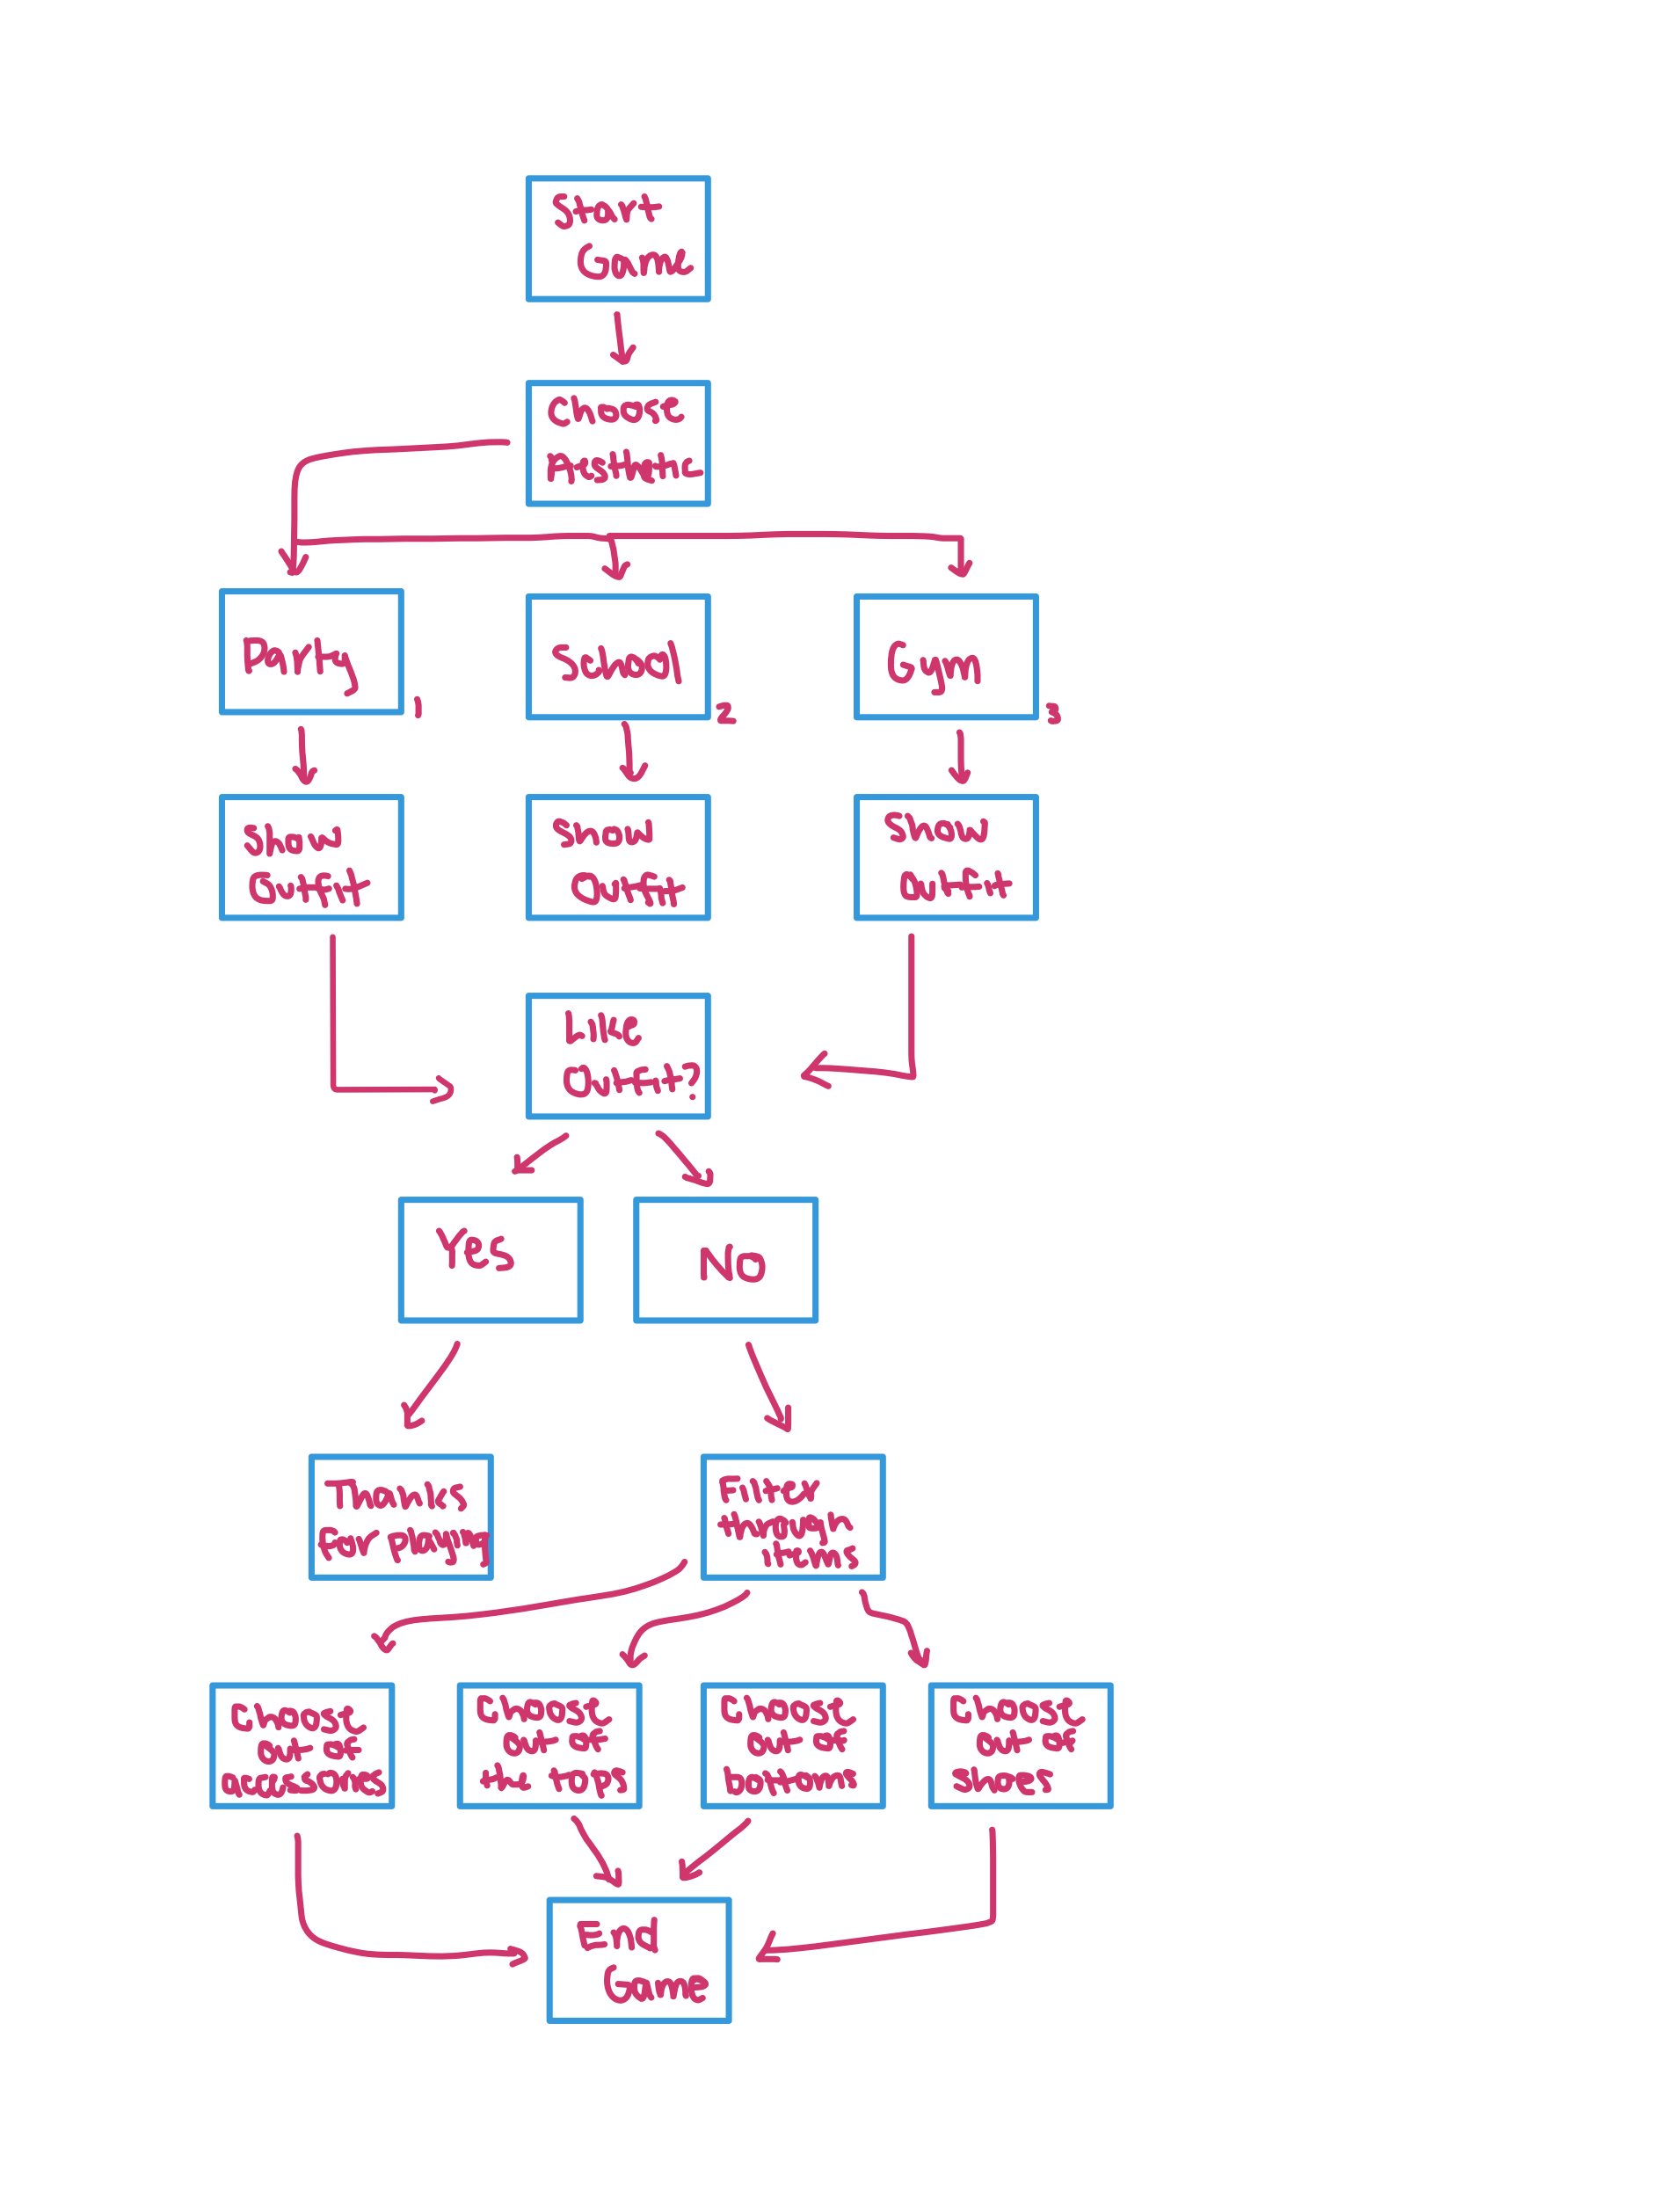 Start
Game
Choose
Aesthetic
Party
1
School
2
Gym
3
Show
Outfit
Show
Outfit
Show
Outfit
Like
Outfit?
Yes
No
Thanks
For playing
Filter
through
items
Choose
out of
accessories
Choose
out of
the tops
Choose
out of
bottoms
Choose
out of
shoes
End
Game